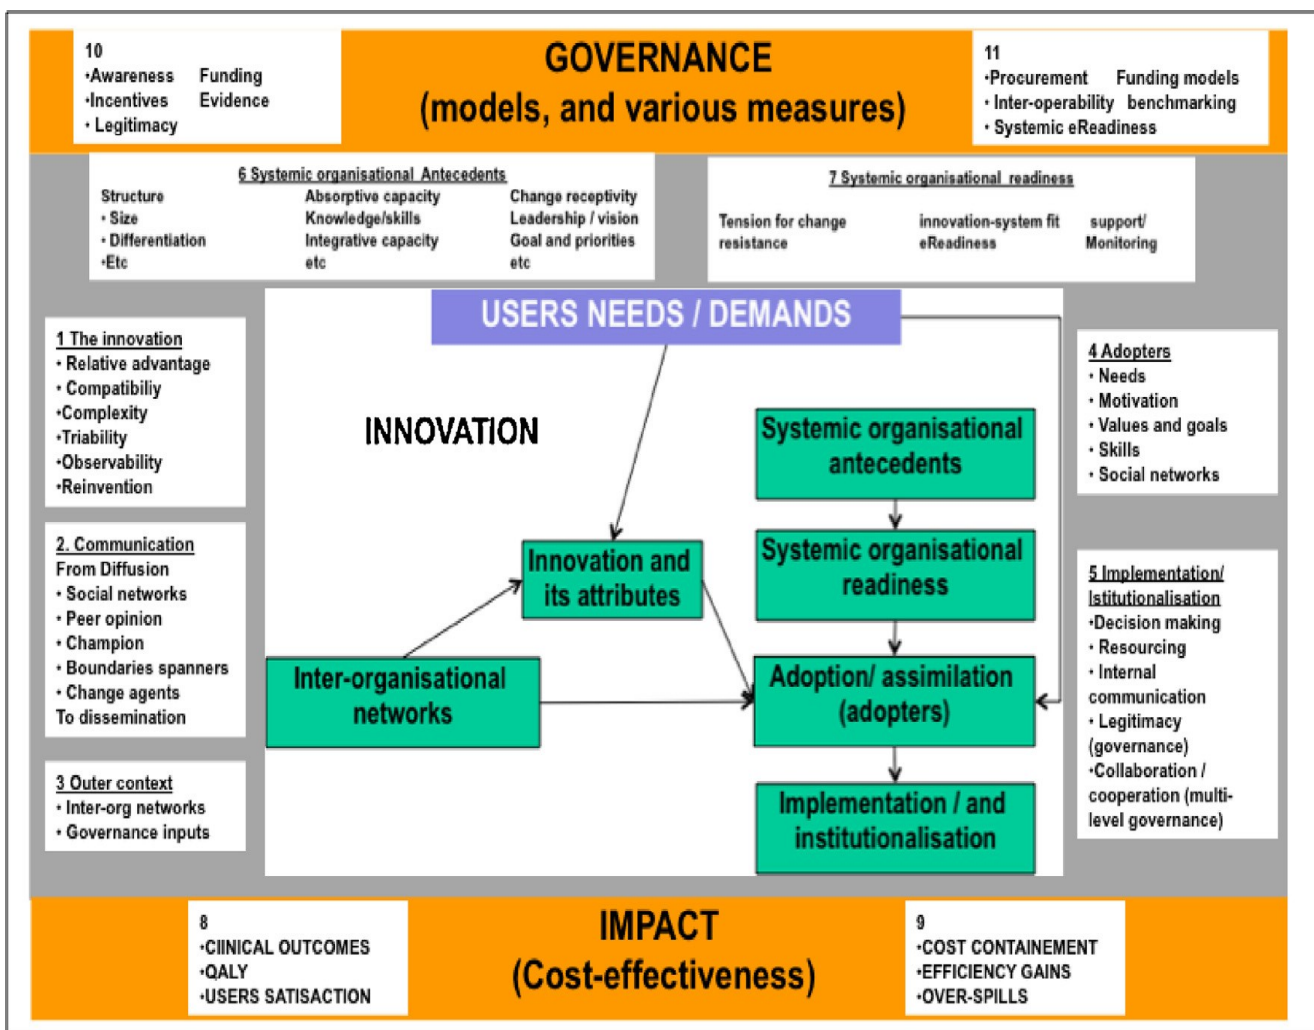 10
•Awareness Funding
•Incentives Evidence
• Legitimacy
GOVERNANCE
(models, and various measures)
11
•Procurement Funding models
• Inter-operability benchmarking
• Systemic eReadiness
6 Systemic organisational Antecedents
Structure Absorptive capacity Change receptivity
• Size Knowledge/skills Leadership / vision
• Differentiation Integrative capacity Goal and priorities
•Etc etc etc
7 Systemic organisational readiness
Tension for change innovation-system fit support/
resistance eReadiness Monitoring
USERS NEEDS / DEMANDS
1 The innovation
• Relative advantage
• Compatibiliy
•Complexity
•Triability
•Observability
•Reinvention
2. Communication
From Diffusion
• Social networks
• Peer opinion
• Champion
• Boundaries spanners
• Change agents
To dissemination
3 Outer context
• Inter-org networks
• Governance inputs
INNOVATION
Systemic organisational
antecedents
Innovation and
its attributes
Systemic organisational
readiness
Inter-organisational
networks
Adoption/ assimilation
(adopters)
Implementation / and
institutionalisation
4 Adopters
• Needs
• Motivation
• Values and goals
• Skills
• Social networks
5 Implementation/
Istitutionalisation
•Decision making
• Resourcing
• Internal
communication
• Legitimacy
(governance)
•Collaboration /
cooperation (multi-
level governance)
8
•ClINICAL OUTCOMES
•QALY
•USERS SATISACTION
IMPACT
(Cost-effectiveness)
9
•COST CONTAINEMENT
•EFFICIENCY GAINS
•OVER-SPILLS